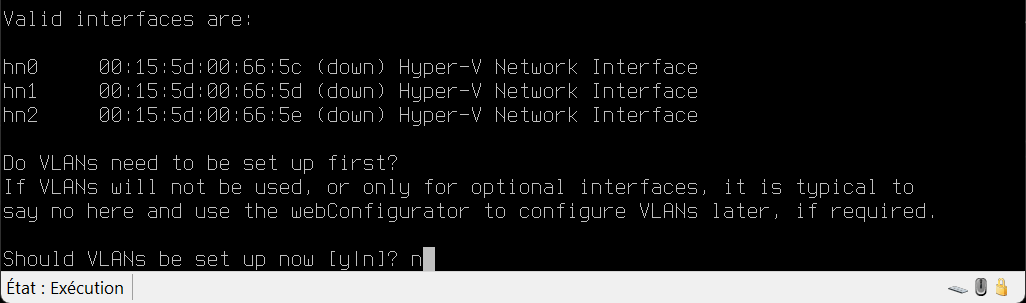 Valid interfaces are:
hn0 00:15:5d:00:66:5c (down) Hyper-V Network Interface
hn1 00:15:5d:00:66:5d (down) Hyper-V Network Interface
hn2 00:15:5d:00:66:5e (down) Hyper-V Network Interface
Do VLANs need to be set up first?
If VLANs will not be used, or only for optional interfaces, it is typical to
say no here and use the webConfigurator to configure VLANs later, if required.
Should VLANs be set up now [y|n]? n
État : Exécution